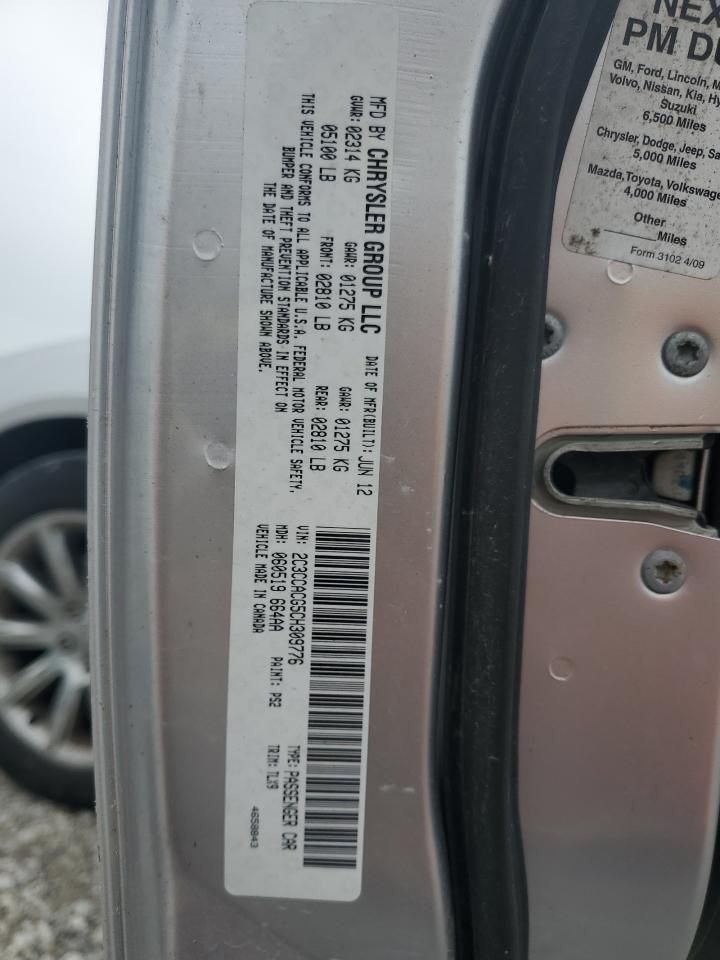 MFD BY CHRYSLER GROUP LLC DATE OF MFR(BUILT): JUN 12
GVWR: 02314 KG GAWR: 01275 KG GAWR: 01275 KG
05100 LB FRONT: 02810 LB REAR: 02810 LB
THIS VEHICLE CONFORMS TO ALL APPLICABLE U.S.A. FEDERAL MOTOR VEHICLE SAFETY,
BUMPER AND THEFT PREVENTION STANDARDS IN EFFECT ON
THE DATE OF MANUFACTURE SHOWN ABOVE.
VIN: 2C3CCACG5CH309776 TYPE: PASSENGER CAR
MDH: 060519 664AA PAINT: PS2 TRIM: TLX9
VEHICLE MADE IN CANADA
4658843
PM
GM, Ford, Lincoln,
Volvo, Nissan, Kia,
Suzuki
6,500 Miles
Chrysler, Dodge, Jeep,
5,000 Miles
Mazda, Toyota, Volkswage
4,000 Miles
Other
______Miles
Form 3102 4/09